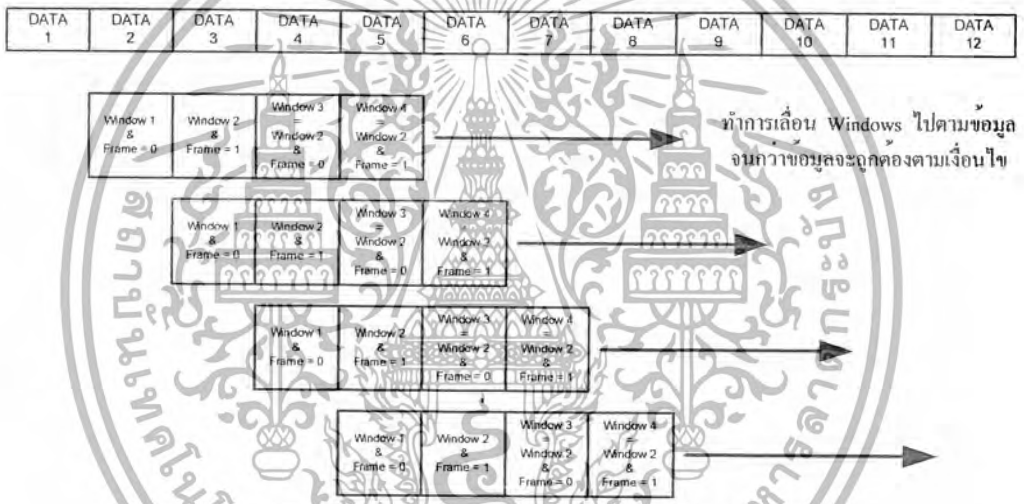 DATA 1 DATA 2 DATA 3 DATA 4 DATA 5 DATA 6 DATA 7 DATA 8 DATA 9 DATA 10 DATA 11 DATA 12
Window 1
&
Frame = 0
Window 2
&
Frame = 1
Window 3
=
Window 2
&
Frame = 0
Window 4
=
Window 2
&
Frame = 1
ทำการเลื่อน Windows ไปตามข้อมูล
จนกว่าข้อมูลจะถูกต้องตามเงื่อนไข
Window 1
&
Frame = 0
Window 2
&
Frame = 1
Window 3
=
Window 2
&
Frame = 0
Window 4
=
Window 2
&
Frame = 1
Window 1
&
Frame = 0
Window 2
&
Frame = 1
Window 3
=
Window 2
&
Frame = 0
Window 4
=
Window 2
&
Frame = 1
Window 1
&
Frame = 0
Window 2
&
Frame = 1
Window 3
=
Window 2
&
Frame = 0
Window 4
=
Window 2
&
Frame = 1